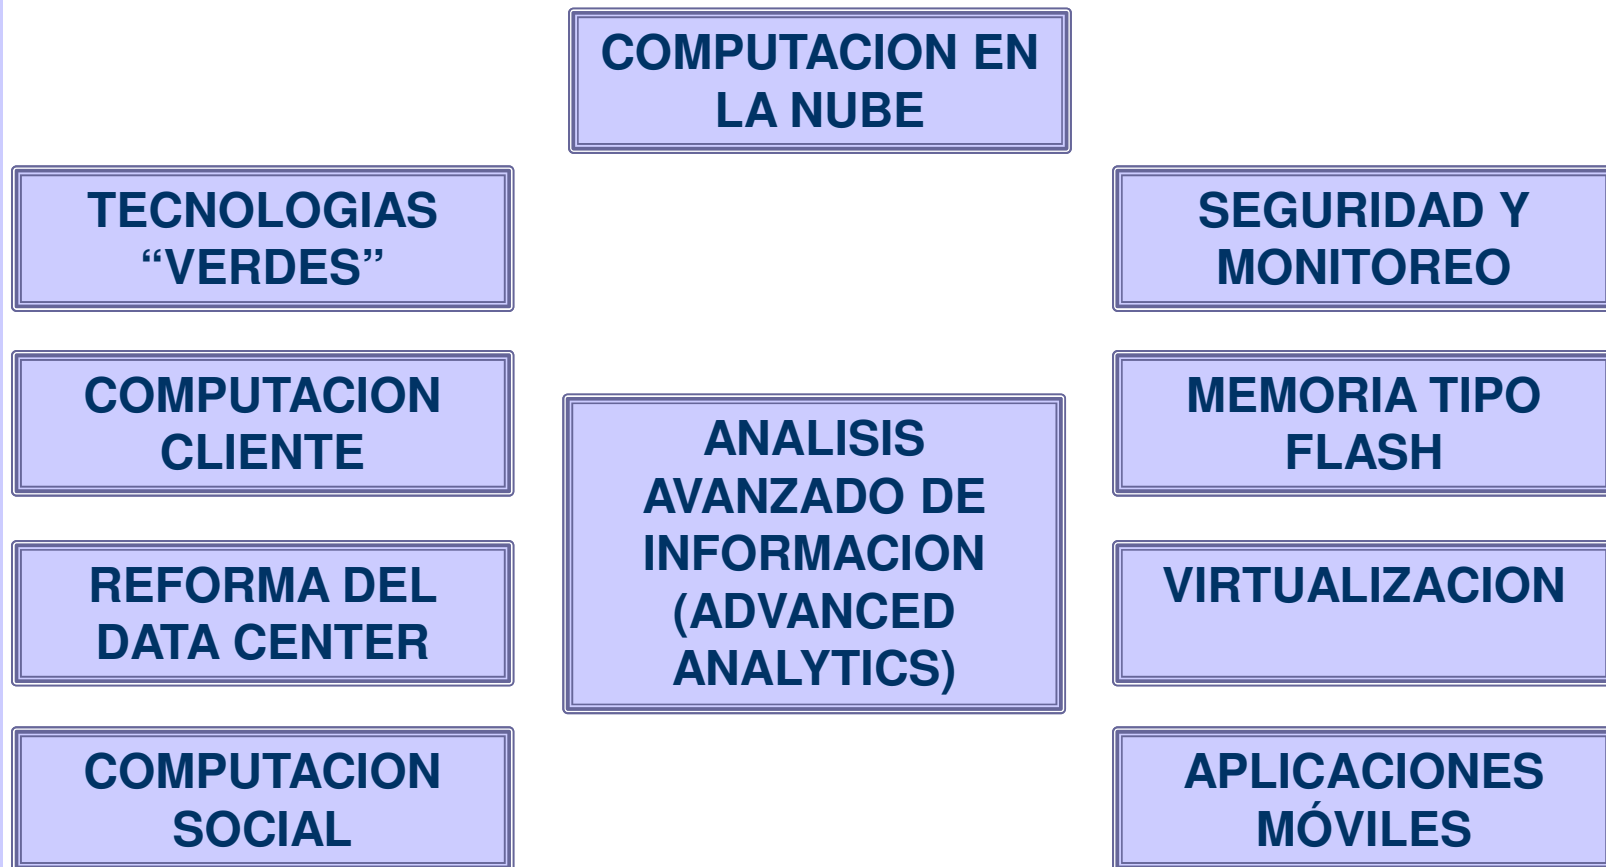 COMPUTACION EN
LA NUBE
TECNOLOGIAS
“VERDES”
SEGURIDAD Y
MONITOREO
COMPUTACION
CLIENTE
ANALISIS
AVANZADO DE
INFORMACION
(ADVANCED
ANALYTICS)
MEMORIA TIPO
FLASH
REFORMA DEL
DATA CENTER
VIRTUALIZACION
COMPUTACION
SOCIAL
APLICACIONES
MÓVILES